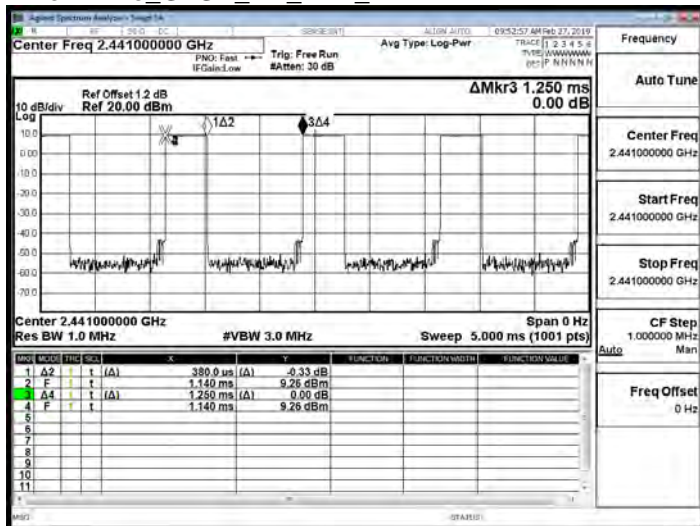 Agilent Spectrum Analyzer - Swept SA
RF 50 Ω DC SENSE:INT ALIGN AUTO 09:52:57 AM Feb 27, 2019
Center Freq 2.441000000 GHz
PNO: Fast
IFGain:Low
Trig: Free Run
#Atten: 30 dB
Avg Type: Log-Pwr
TRACE 1 2 3 4 5 6
TYPE WWWWWW
DET P N N N N N
Ref Offset 1.2 dB
Ref 20.00 dBm
10 dB/div
Log
ΔMkr3 1.250 ms
0.00 dB
1Δ2
3Δ4
10.0
0.00
-10.0
-20.0
-30.0
-40.0
-50.0
-60.0
-70.0
Center 2.441000000 GHz
Span 0 Hz
Res BW 1.0 MHz
#VBW 3.0 MHz
Sweep 5.000 ms (1001 pts)
MKR MODE TRC SCL X Y FUNCTION FUNCTION WIDTH FUNCTION VALUE
1 Δ2 1 t (Δ) 380.0 us (Δ) -0.33 dB
2 F 1 t 1.140 ms 9.26 dBm
3 Δ4 1 t (Δ) 1.250 ms (Δ) 0.00 dB
4 F 1 t 1.140 ms 9.26 dBm
5
6
7
8
9
10
11
MSG
STATUS
Frequency
Auto Tune
Center Freq
2.441000000 GHz
Start Freq
2.441000000 GHz
Stop Freq
2.441000000 GHz
CF Step
1.000000 MHz
Auto Man
Freq Offset
0 Hz